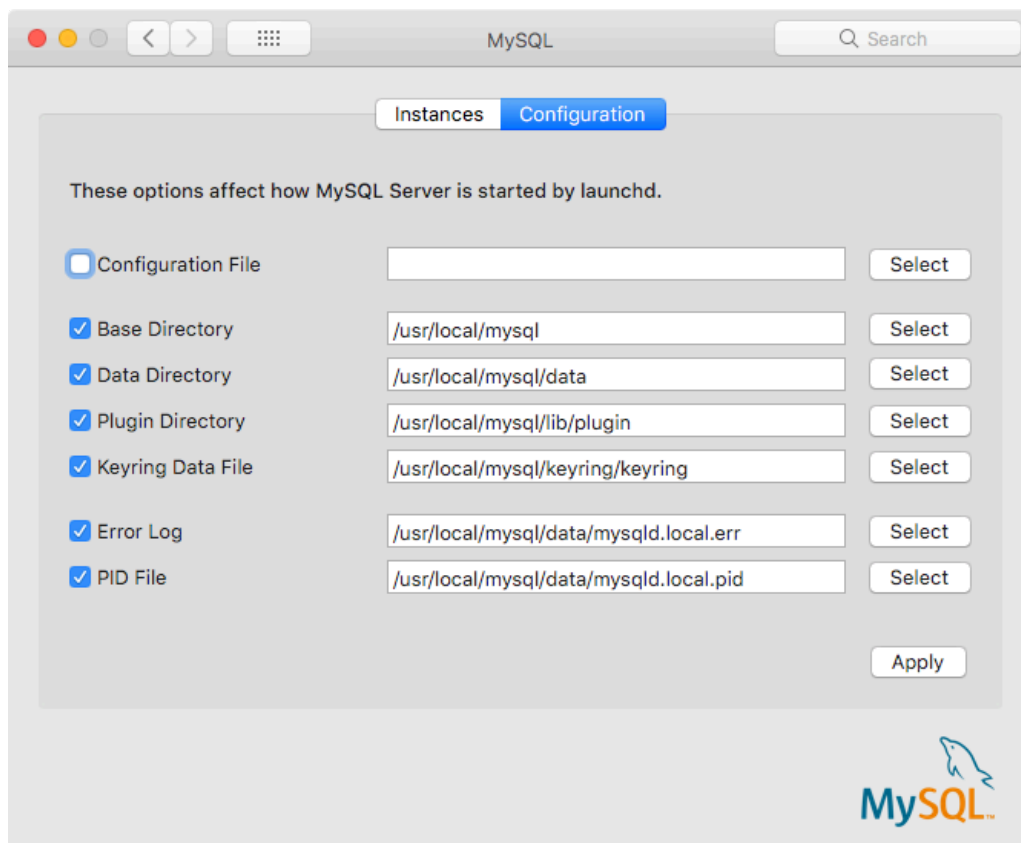 MySQL
Search
Instances Configuration
These options affect how MySQL Server is started by launchd.
Configuration File Select
Base Directory /usr/local/mysql Select
Data Directory /usr/local/mysql/data Select
Plugin Directory /usr/local/mysql/lib/plugin Select
Keyring Data File /usr/local/mysql/keyring/keyring Select
Error Log /usr/local/mysql/data/mysqld.local.err Select
PID File /usr/local/mysql/data/mysqld.local.pid Select
Apply
MySQL™